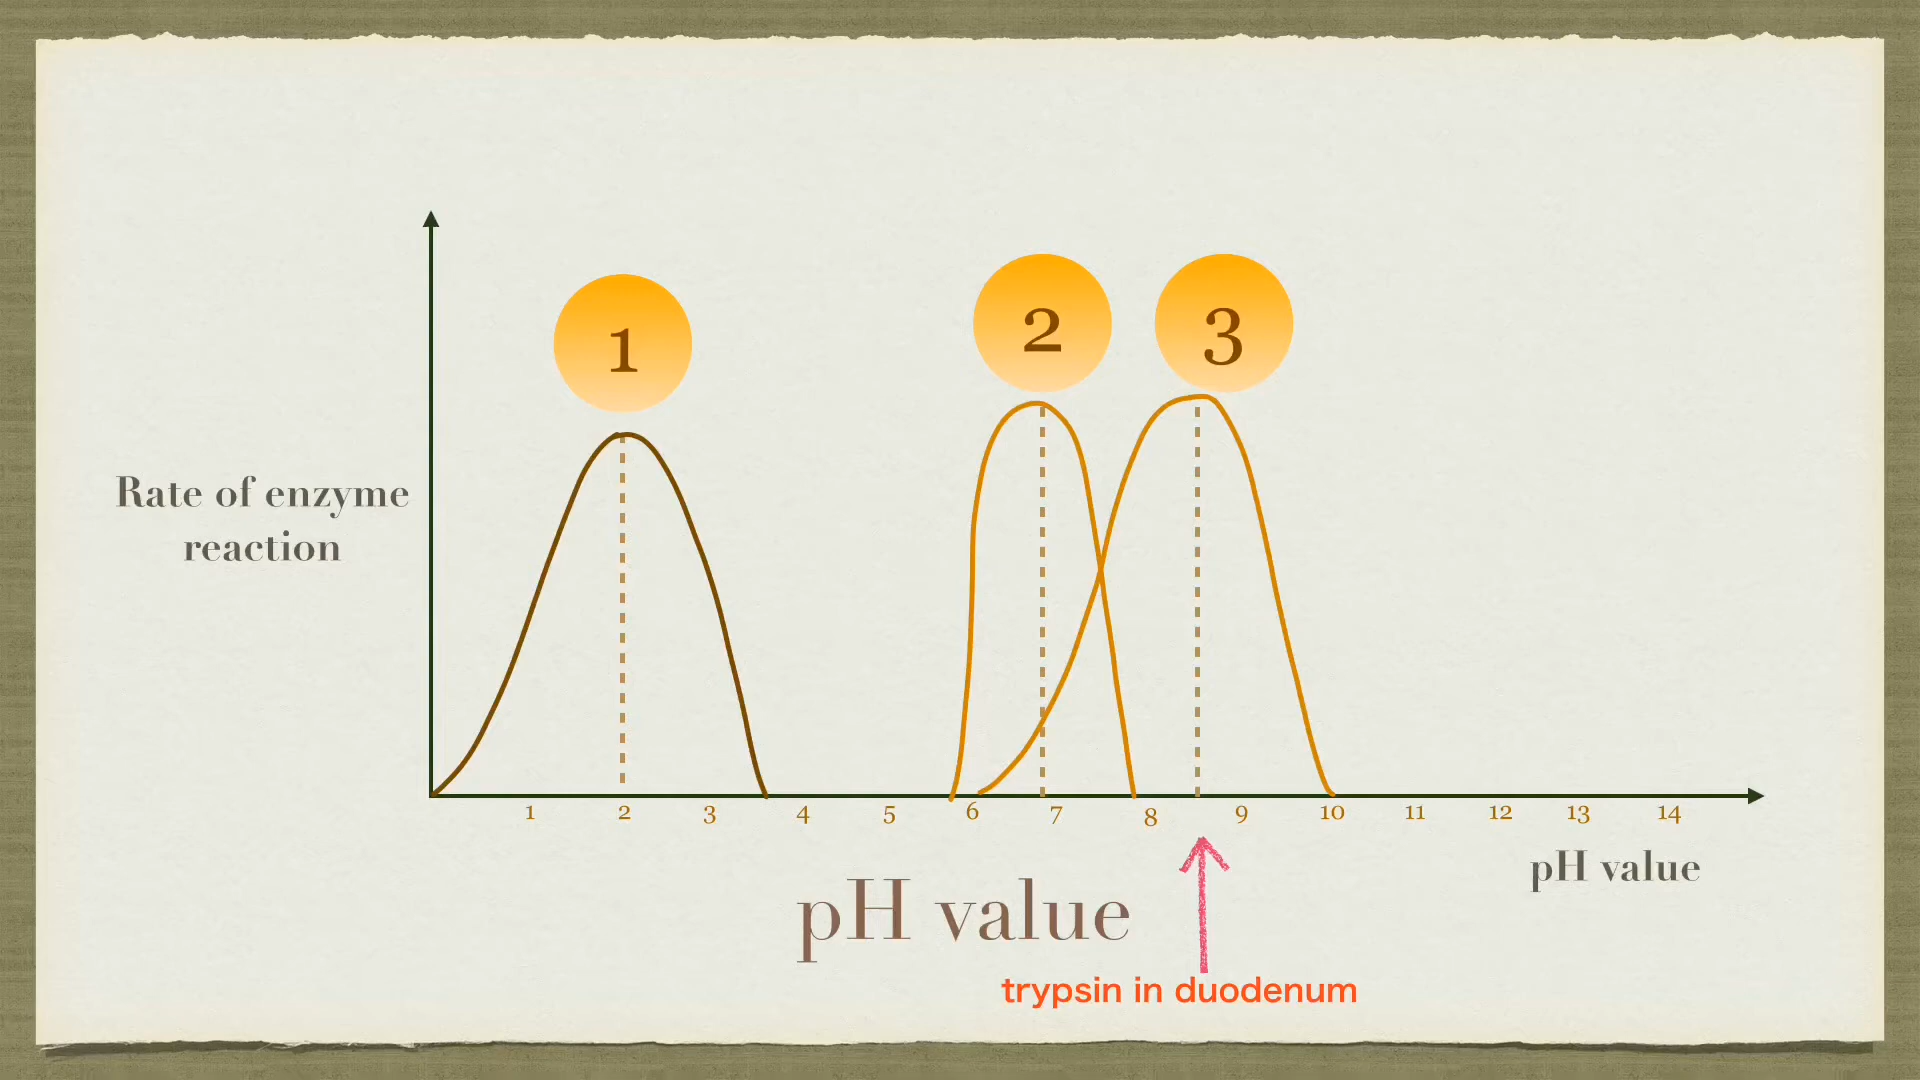 1
2
3
Rate of enzyme
reaction
1 2 3 4 5 6 7 8 9 10 11 12 13 14
pH value
pH value
trypsin in duodenum